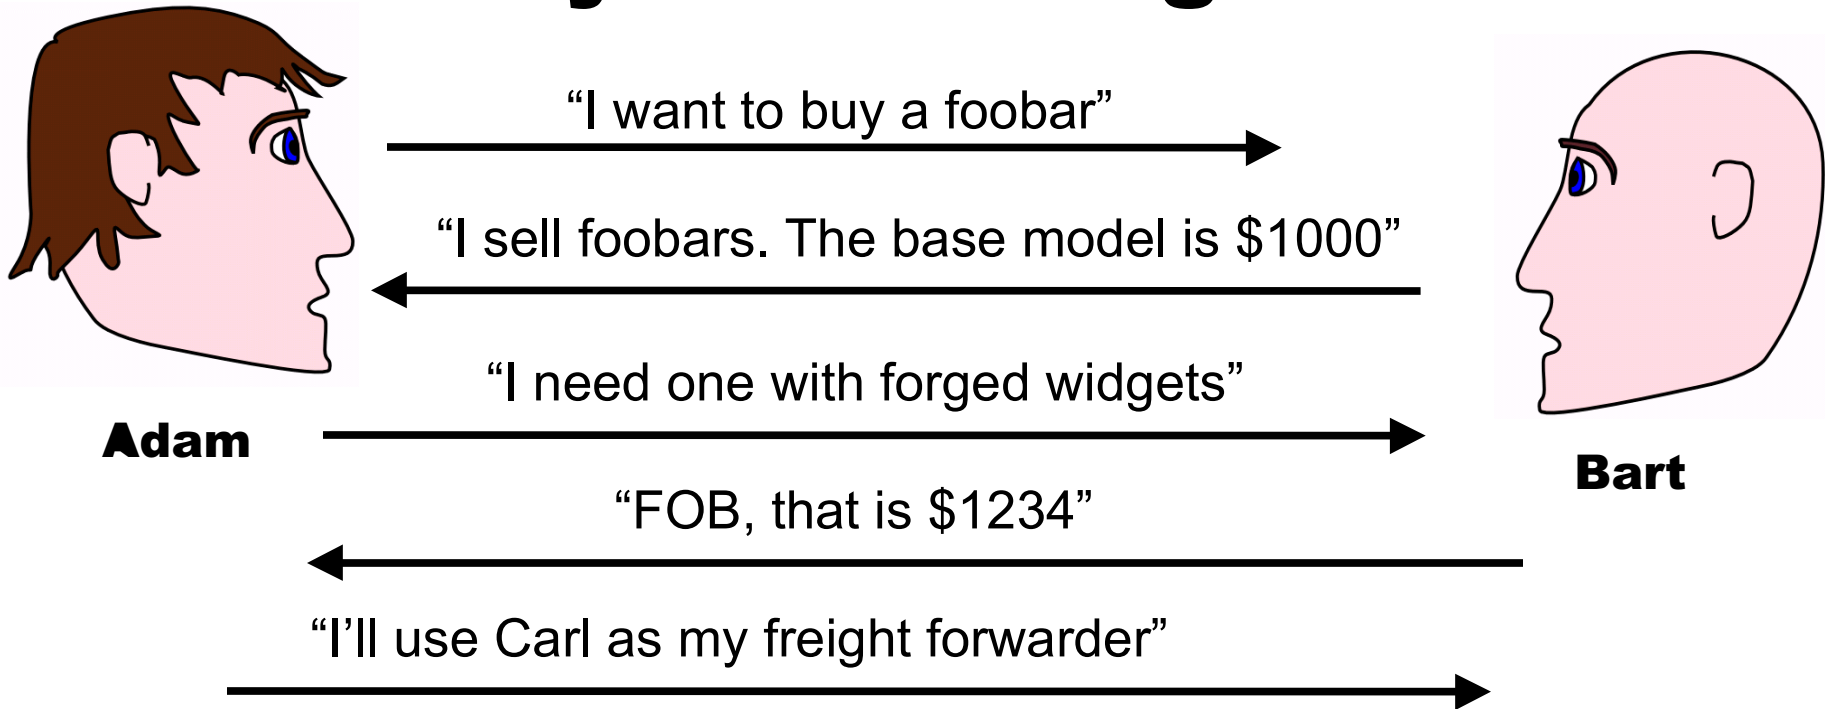 “I want to buy a foobar”
“I sell foobars. The base model is $1000”
“I need one with forged widgets”
Adam
Bart
“FOB, that is $1234”
“I’ll use Carl as my freight forwarder”